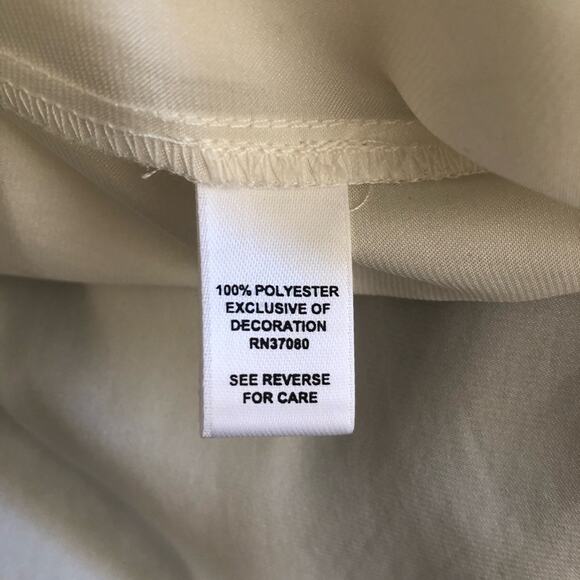 100% POLYESTER
EXCLUSIVE OF
DECORATION
RN37080
SEE REVERSE
FOR CARE